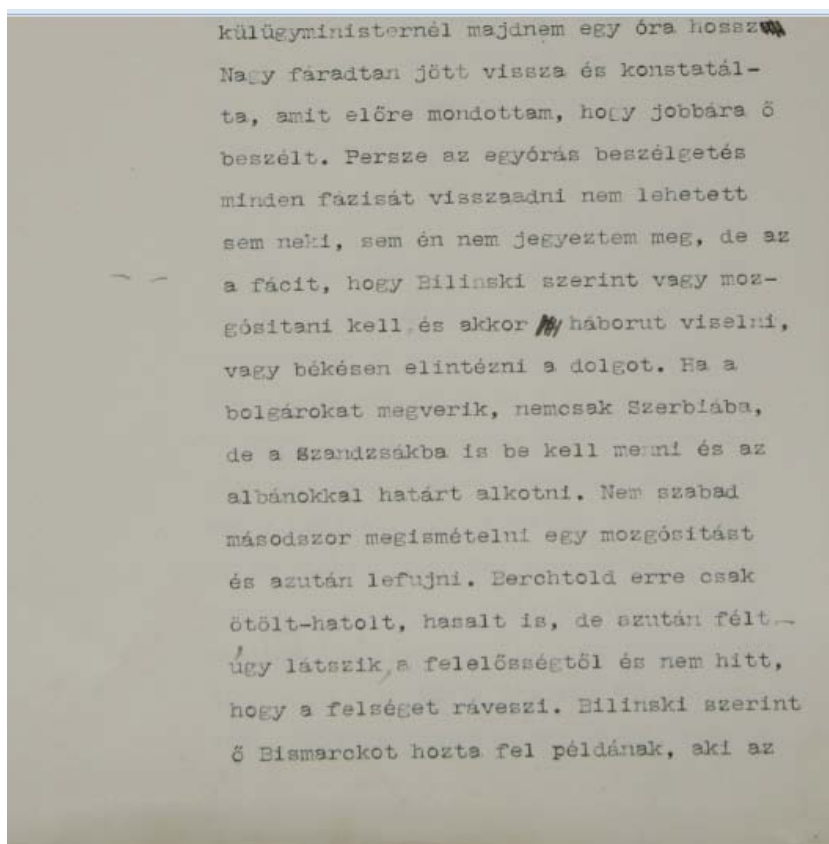 külügyministernél majdnem egy óra hossz
Nagy fáradtan jött vissza és konstatál-
ta, amit előre mondottam, hogy jobbára ő
beszélt. Persze az egyórás beszélgetés
minden fázisát visszaadni nem lehetett
sem neki, sem én nem jegyeztem meg, de az
a fácit, hogy Bilinski szerint vagy moz-
gósitani kell, és akkor háborut viselni,
vagy békésen elintézni a dolgot. Ha a
bolgárokat megverik, nemcsak Szerbiába,
de a Szandzsákba is be kell menni és az
albánokkal határt alkotni. Nem szabad
másodszor megismételni egy mozgósitást
és azután lefujni. Berchtold erre csak
ötölt-hatolt, hasalt is, de azután félt
úgy látszik, a felelősségtől és nem hitt,
hogy a felséget ráveszi. Bilinski szerint
ő Bismarckot hozta fel példának, aki az